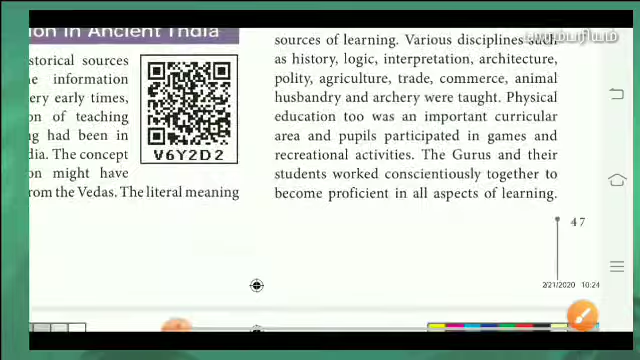 ion in Ancient India
storical sources
ne information
ery early times,
on of teaching
ng had been in
dia. The concept
on might have
rom the Vedas. The literal meaning
V6Y2D2
sources of learning. Various disciplines such
as history, logic, interpretation, architecture,
polity, agriculture, trade, commerce, animal
husbandry and archery were taught. Physical
education too was an important curricular
area and pupils participated in games and
recreational activities. The Gurus and their
students worked conscientiously together to
become proficient in all aspects of learning.
47
2/21/2020 10:24